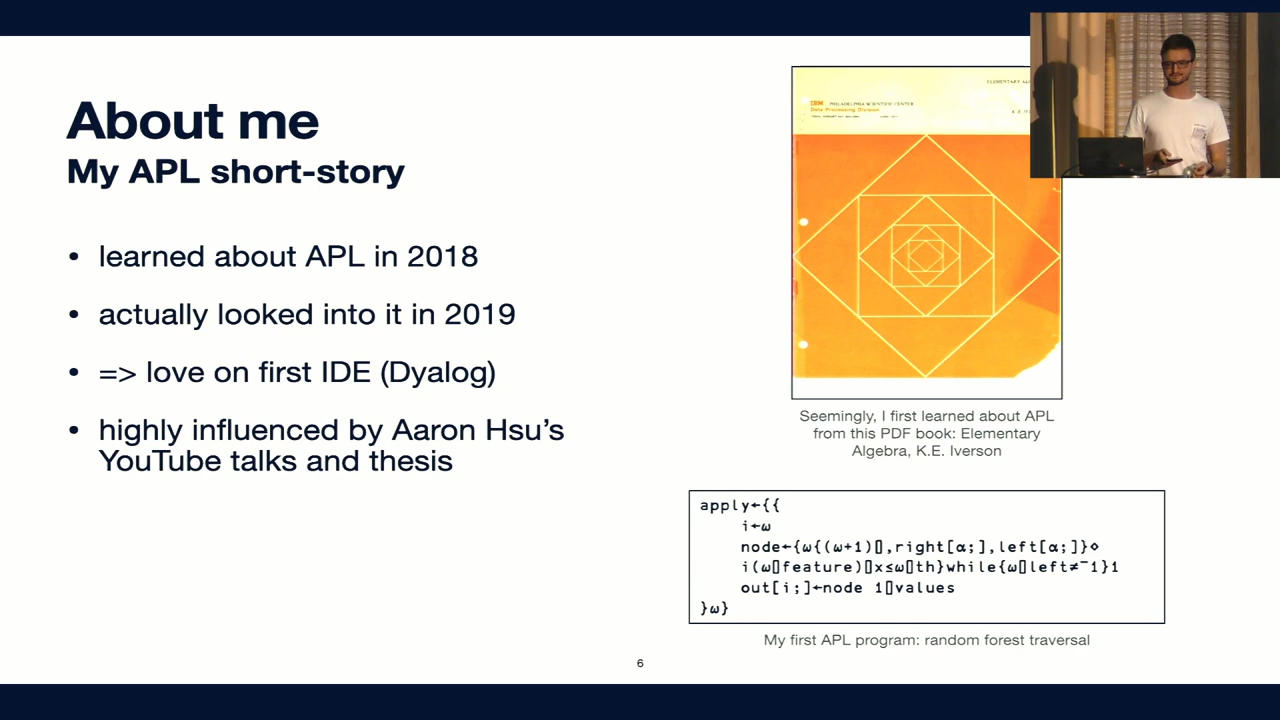 About me
My APL short-story
• learned about APL in 2018
• actually looked into it in 2019
• => love on first IDE (Dyalog)
• highly influenced by Aaron Hsu's
YouTube talks and thesis
IBM PHILADELPHIA SCIENTIFIC CENTER
Data Processing Division
Seemingly, I first learned about APL
from this PDF book: Elementary
Algebra, K.E. Iverson
apply←{{
i←⍵
node←{⍵{(⍵+1)⌷,right[⍺;],left[⍺;]}⋄
i(⍵⌷feature)⌷x≤⍵⌷th}while{⍵⌷left≠¯1}1
out[i;]←node 1⌷values
}⍵}
My first APL program: random forest traversal
6